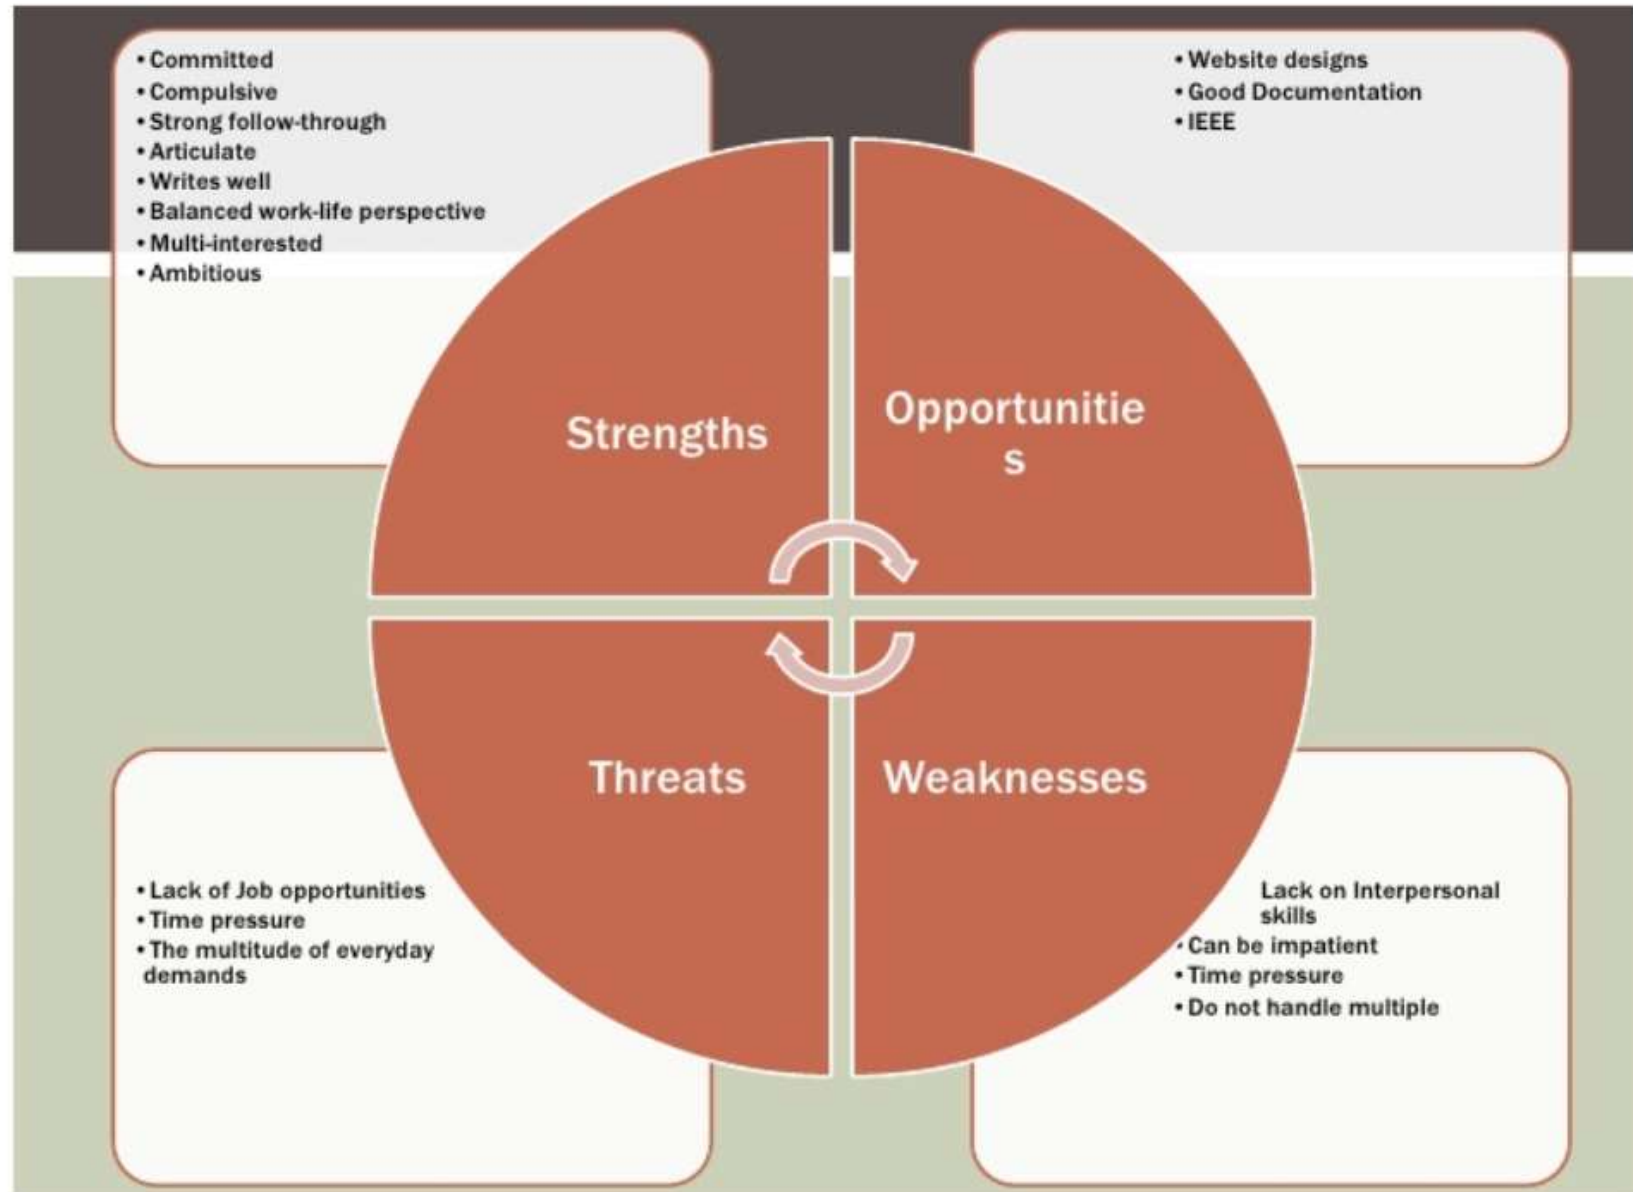 • Committed
• Compulsive
• Strong follow-through
• Articulate
• Writes well
• Balanced work-life perspective
• Multi-interested
• Ambitious
• Website designs
• Good Documentation
• IEEE
Strengths
Opportunitie
s
Threats
Weaknesses
• Lack of Job opportunities
• Time pressure
• The multitude of everyday
demands
Lack on Interpersonal
skills
• Can be impatient
• Time pressure
• Do not handle multiple